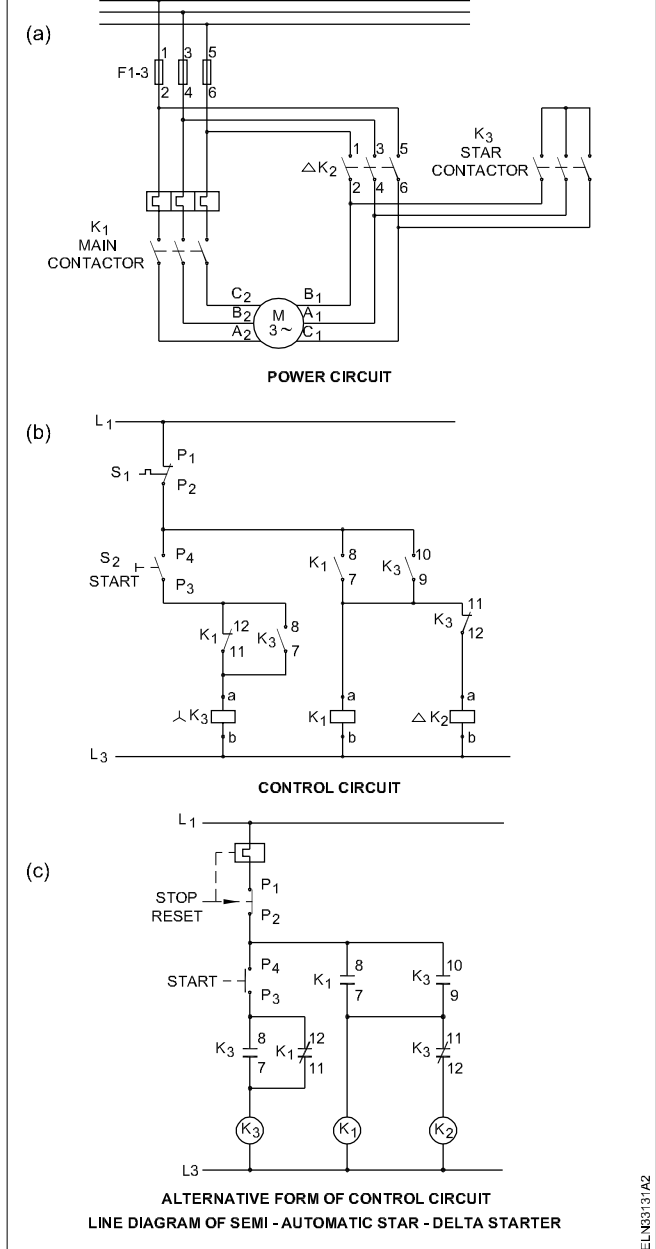 (a)
1 3 5
F1-3
2 4 6
K3
STAR
CONTACTOR
1 3 5
△K2
2 4 6
K1
MAIN
CONTACTOR
C2 B1
B2 M A1
A2 3~ C1
POWER CIRCUIT
(b)
L1
P1
S1
P2
S2
START
P4
P3
K1 8
7
K3 10
9
K1 12
11
K3 8
7
K3 11
12
a a a
⅄ K3 K1 △ K2
b b b
L3
CONTROL CIRCUIT
L1
(c)
STOP
RESET
P1
P2
START
P4
P3
K1 8
7
K3 10
9
K3 8
7
K1 12
11
K3 11
12
K3 K1 K2
L3
ALTERNATIVE FORM OF CONTROL CIRCUIT
LINE DIAGRAM OF SEMI - AUTOMATIC STAR - DELTA STARTER
ELN33131A2